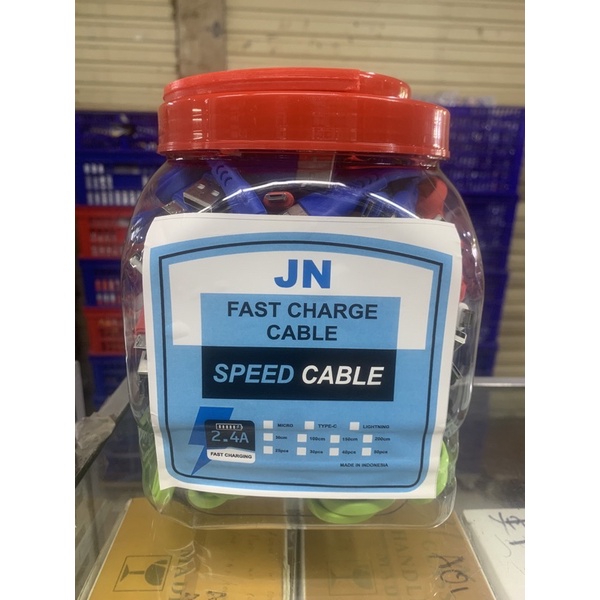 JN
FAST CHARGE
CABLE
SPEED CABLE
2.4A
FAST CHARGING
MICRO TYPE-C LIGHTNING
MADE IN INDONESIA